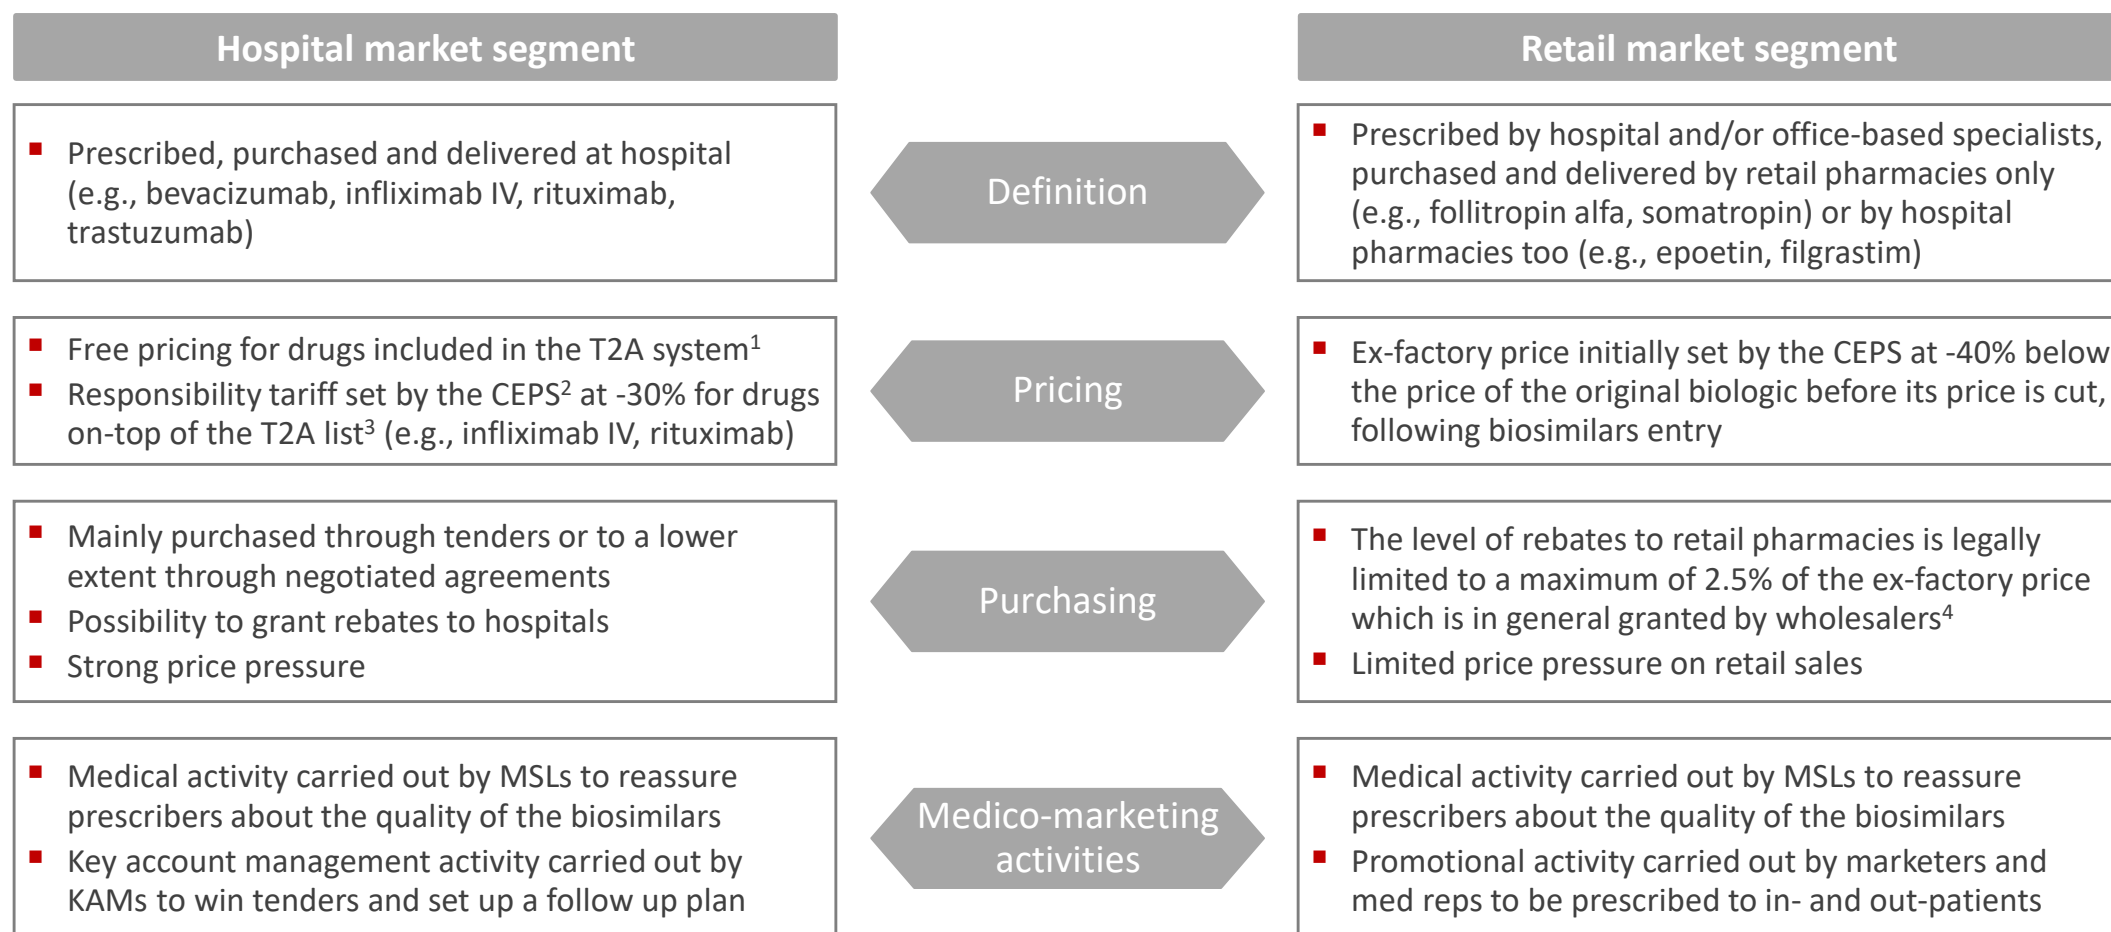 Hospital market segment
Retail market segment
▪ Prescribed, purchased and delivered at hospital
(e.g., bevacizumab, infliximab IV, rituximab,
trastuzumab)
Definition
▪ Prescribed by hospital and/or office-based specialists,
purchased and delivered by retail pharmacies only
(e.g., follitropin alfa, somatropin) or by hospital
pharmacies too (e.g., epoetin, filgrastim)
▪ Free pricing for drugs included in the T2A system¹
▪ Responsibility tariff set by the CEPS² at -30% for drugs
on-top of the T2A list³ (e.g., infliximab IV, rituximab)
Pricing
▪ Ex-factory price initially set by the CEPS at -40% below
the price of the original biologic before its price is cut,
following biosimilars entry
▪ Mainly purchased through tenders or to a lower
extent through negotiated agreements
▪ Possibility to grant rebates to hospitals
▪ Strong price pressure
Purchasing
▪ The level of rebates to retail pharmacies is legally
limited to a maximum of 2.5% of the ex-factory price
which is in general granted by wholesalers⁴
▪ Limited price pressure on retail sales
▪ Medical activity carried out by MSLs to reassure
prescribers about the quality of the biosimilars
▪ Key account management activity carried out by
KAMs to win tenders and set up a follow up plan
Medico-marketing
activities
▪ Medical activity carried out by MSLs to reassure
prescribers about the quality of the biosimilars
▪ Promotional activity carried out by marketers and
med reps to be prescribed to in- and out-patients